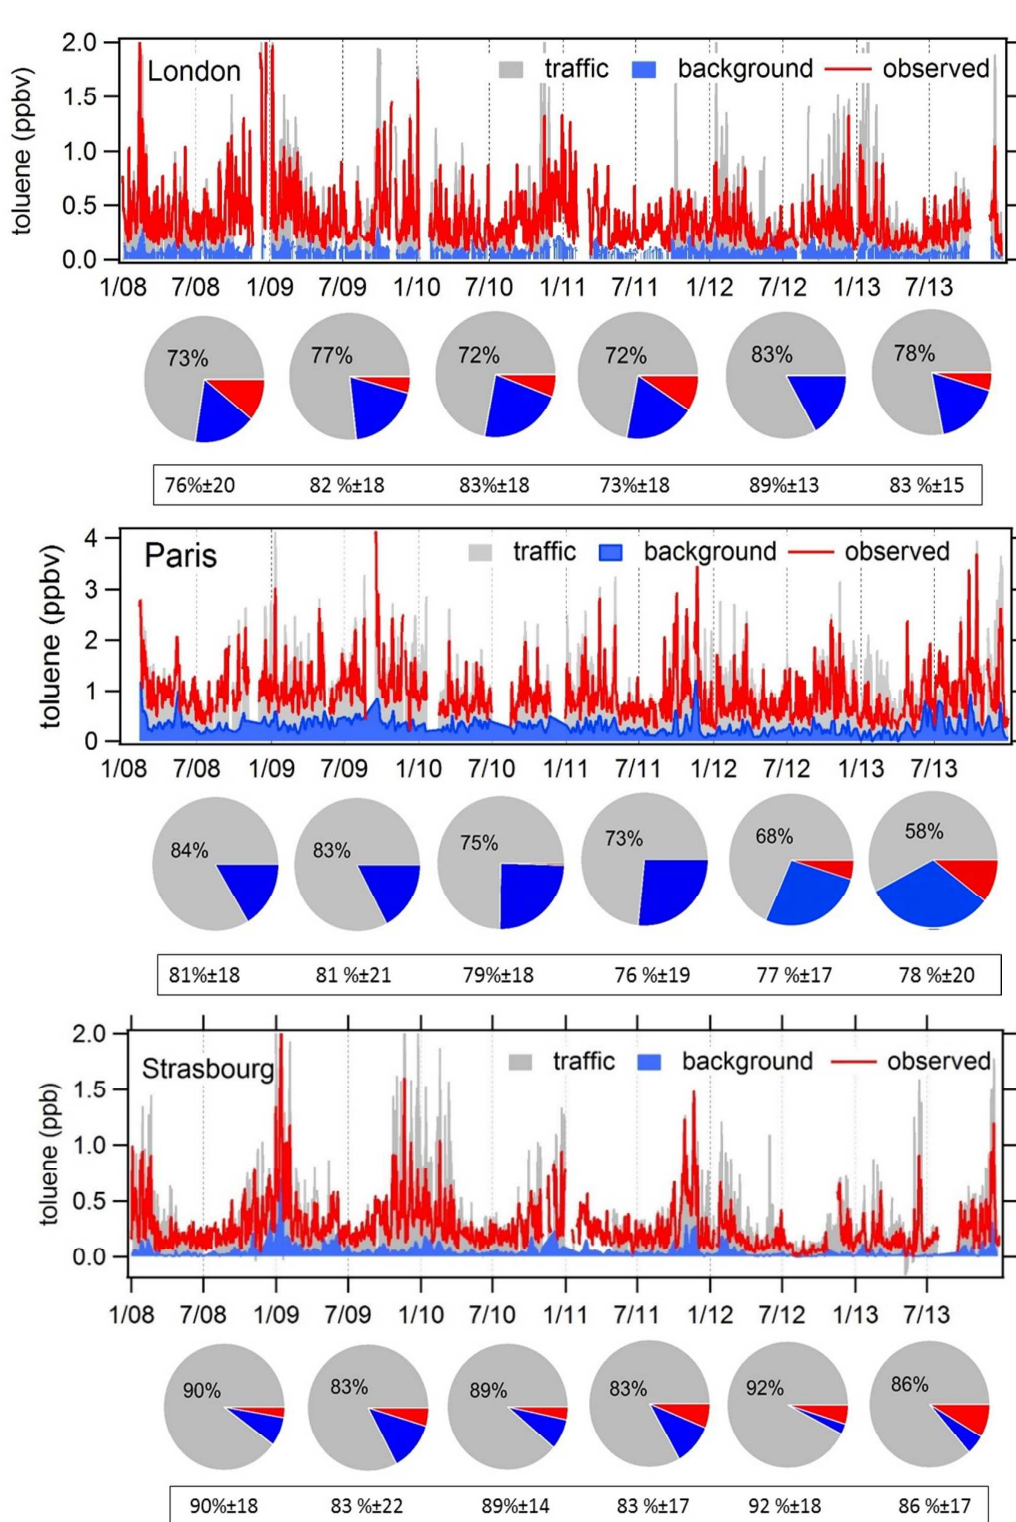 2.0
London
traffic background observed
1.5
1.0
0.5
0.0
toluene (ppbv)
1/08 7/08 1/09 7/09 1/10 7/10 1/11 7/11 1/12 7/12 1/13 7/13
73% 77% 72% 72% 83% 78%
76%±20 82 %±18 83%±18 73%±18 89%±13 83 %±15
4
Paris
traffic background observed
3
2
1
0
toluene (ppbv)
1/08 7/08 1/09 7/09 1/10 7/10 1/11 7/11 1/12 7/12 1/13 7/13
84% 83% 75% 73% 68% 58%
81%±18 81 %±21 79%±18 76 %±19 77 %±17 78 %±20
2.0
Strasbourg
traffic background observed
1.5
1.0
0.5
0.0
toluene (ppb)
1/08 7/08 1/09 7/09 1/10 7/10 1/11 7/11 1/12 7/12 1/13 7/13
90% 83% 89% 83% 92% 86%
90%±18 83 %±22 89%±14 83 %±17 92 %±18 86 %±17